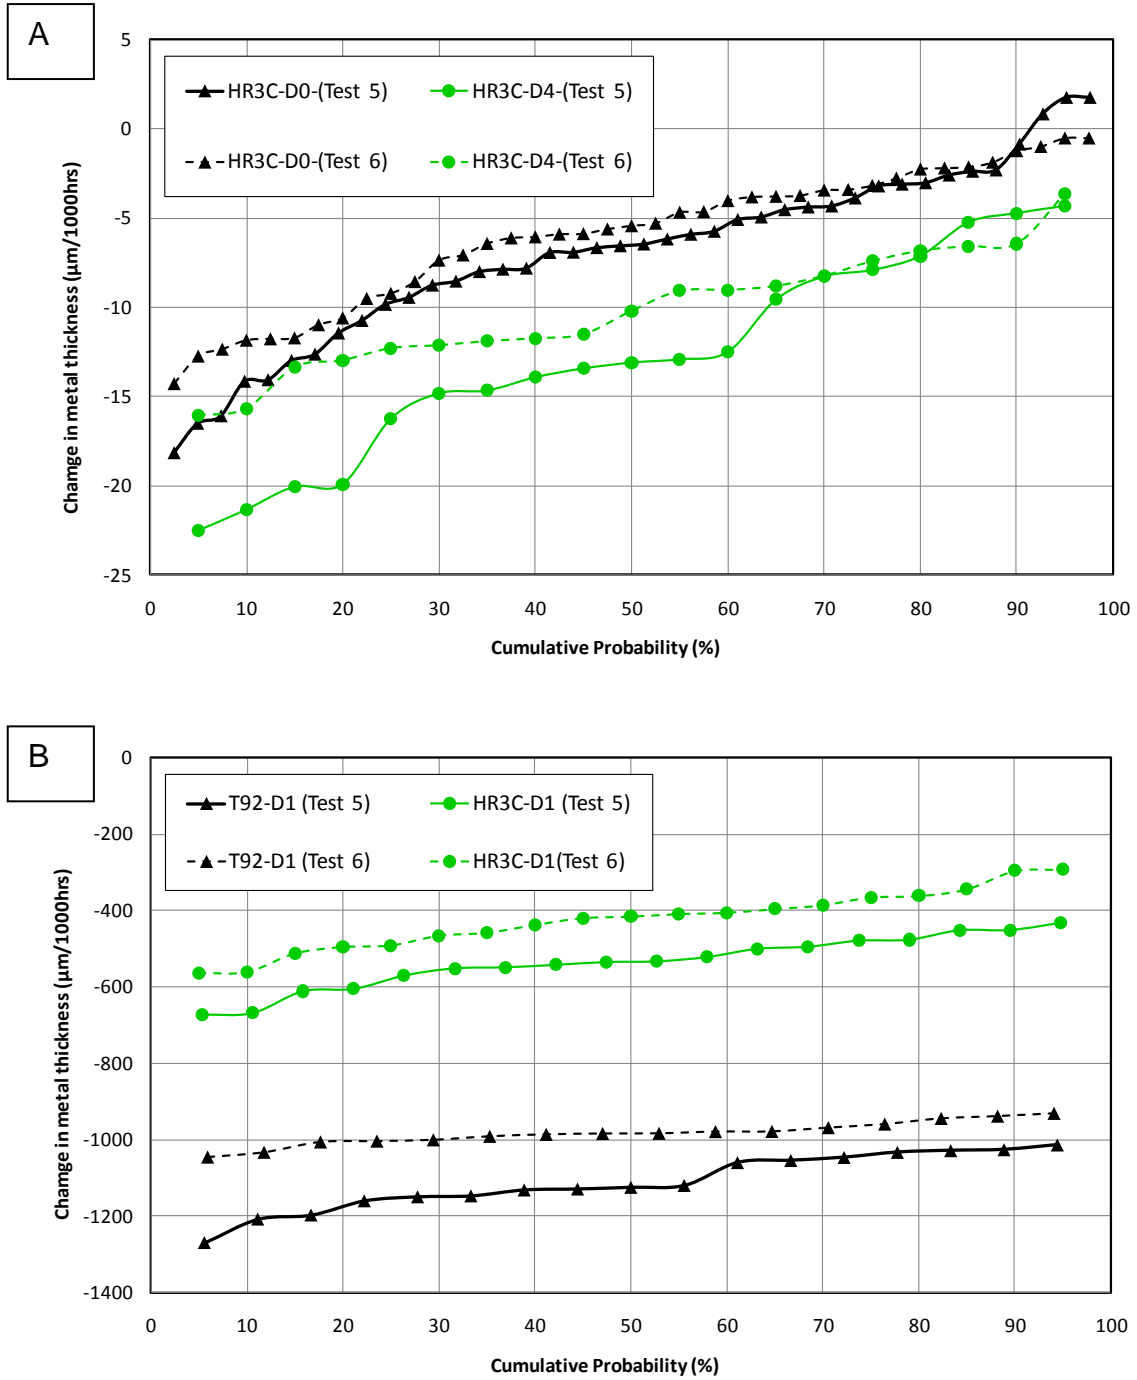 A
5
0
-5
-10
-15
-20
-25
Chamge in metal thickness (µm/1000hrs)
HR3C-D0-(Test 5) HR3C-D4-(Test 5)
HR3C-D0-(Test 6) HR3C-D4-(Test 6)
0 10 20 30 40 50 60 70 80 90 100
Cumulative Probability (%)
B
0
-200
-400
-600
-800
-1000
-1200
-1400
Chamge in metal thickness (µm/1000hrs)
T92-D1 (Test 5) HR3C-D1 (Test 5)
T92-D1 (Test 6) HR3C-D1(Test 6)
0 10 20 30 40 50 60 70 80 90 100
Cumulative Probability (%)